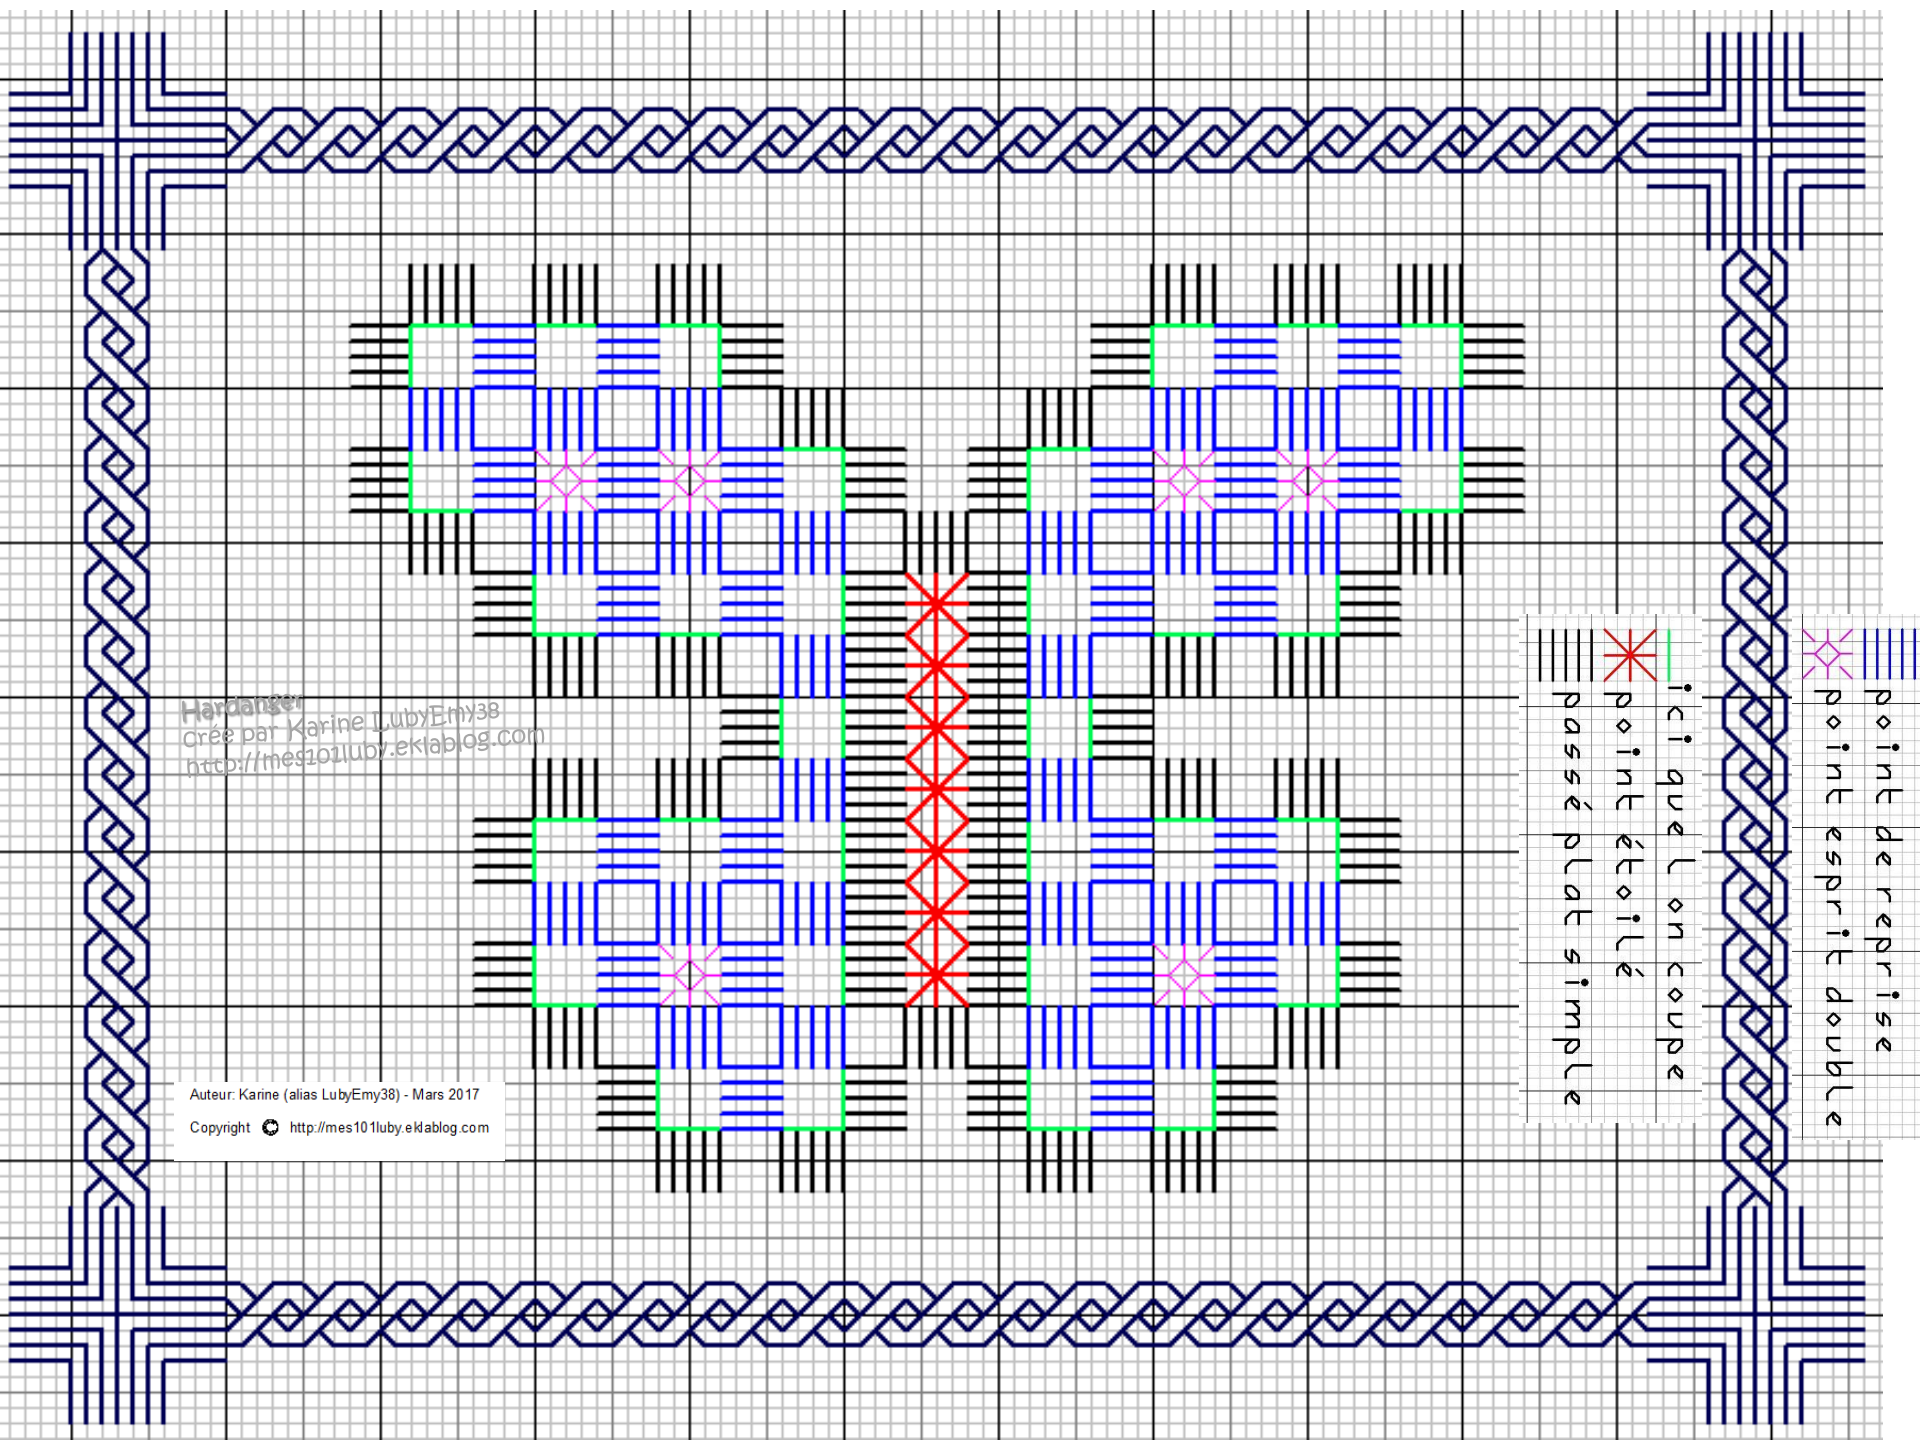 Hardanger
Crée par Karine LubyEmy38
http://mes101luby.eklablog.com
Auteur: Karine (alias LubyEmy38) - Mars 2017
Copyright © http://mes101luby.eklablog.com
ici que l on coupe
point étoilé
passé plat simple
point de reprise
point esprit double